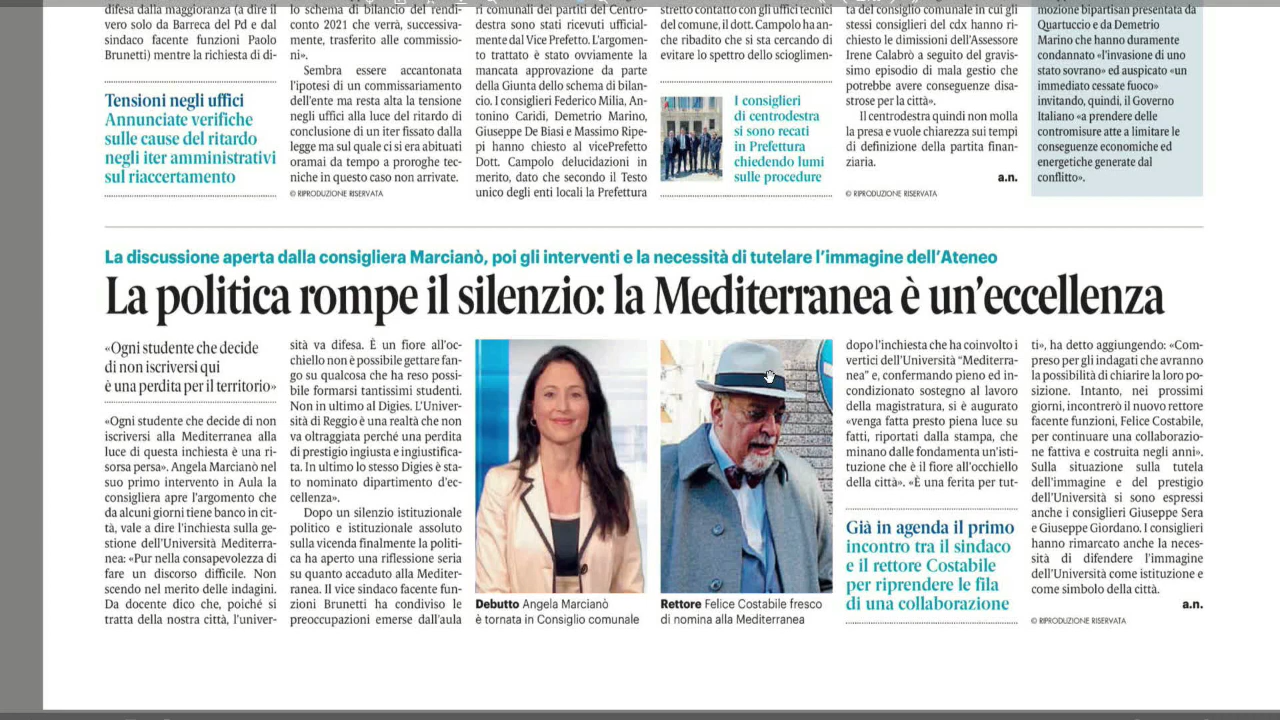 difesa dalla maggioranza (a dire il
vero solo da Barreca del Pd e dal
sindaco facente funzioni Paolo
Brunetti) mentre la richiesta di di-
Tensioni negli uffici
Annunciate verifiche
sulle cause del ritardo
negli iter amministrativi
sul riaccertamento
lo schema di bilancio del rendi-
conto 2021 che verrà, successiva-
mente, trasferito alle commissio-
ni».
Sembra essere accantonata
l'ipotesi di un commissariamento
dell'ente ma resta alta la tensione
negli uffici alla luce del ritardo di
conclusione di un iter fissato dalla
legge ma sul quale ci si era abituati
oramai da tempo a proroghe tec-
niche in questo caso non arrivate.
© RIPRODUZIONE RISERVATA
ri comunali dei partiti del Centro-
destra sono stati ricevuti ufficial-
mente dal Vice Prefetto. L'argomen-
to trattato è stato ovviamente la
mancata approvazione da parte
della Giunta dello schema di bilan-
cio. I consiglieri Federico Milia, An-
tonino Caridi, Demetrio Marino,
Giuseppe De Biasi e Massimo Ripe-
pi hanno chiesto al vicePrefetto
Dott. Campolo delucidazioni in
merito, dato che secondo il Testo
unico degli enti locali la Prefettura
stretto contatto con gli uffici tecnici
del comune, il dott. Campolo ha an-
che ribadito che si sta cercando di
evitare lo spettro dello scioglimen-
I consiglieri
di centrodestra
si sono recati
in Prefettura
chiedendo lumi
sulle procedure
del consiglio comunale in cui gli
stessi consiglieri del cdx hanno ri-
chiesto le dimissioni dell'Assessore
Irene Calabrò a seguito del gravis-
simo episodio di mala gestio che
potrebbe avere conseguenze disa-
strose per la città».
Il centrodestra quindi non molla
la presa e vuole chiarezza sui tempi
di definizione della partita finan-
ziaria.
a.n.
© RIPRODUZIONE RISERVATA
mozione bipartisan presentata da
Quartuccio e da Demetrio
Marino che hanno duramente
condannato «l'invasione di uno
stato sovrano» ed auspicato «un
immediato cessate fuoco»
invitando, quindi, il Governo
Italiano «a prendere delle
contromisure atte a limitare le
conseguenze economiche ed
energetiche generate dal
conflitto».
La discussione aperta dalla consigliera Marcianò, poi gli interventi e la necessità di tutelare l'immagine dell'Ateneo
La politica rompe il silenzio: la Mediterranea è un'eccellenza
«Ogni studente che decide
di non iscriversi qui
è una perdita per il territorio»
«Ogni studente che decide di non
iscriversi alla Mediterranea alla
luce di questa inchiesta è una ri-
sorsa persa». Angela Marcianò nel
suo primo intervento in Aula la
consigliera apre l'argomento che
da alcuni giorni tiene banco in cit-
tà, vale a dire l'inchiesta sulla ge-
stione dell'Università Mediterra-
nea: «Pur nella consapevolezza di
fare un discorso difficile. Non
scendo nel merito delle indagini.
Da docente dico che, poiché si
tratta della nostra città, l'univer-
sità va difesa. È un fiore all'oc-
chiello non è possibile gettare fan-
go su qualcosa che ha reso possi-
bile formarsi tantissimi studenti.
Non in ultimo al Digies. L'Univer-
sità di Reggio è una realtà che non
va oltraggiata perché una perdita
di prestigio ingiusta e ingiustifica-
ta. In ultimo lo stesso Digies è sta-
to nominato dipartimento d'ec-
cellenza».
Dopo un silenzio istituzionale
politico e istituzionale assoluto
sulla vicenda finalmente la politi-
ca ha aperto una riflessione seria
su quanto accaduto alla Mediter-
ranea. Il vice sindaco facente fun-
zioni Brunetti ha condiviso le
preoccupazioni emerse dall'aula
Debutto Angela Marcianò
è tornata in Consiglio comunale
Rettore Felice Costabile fresco
di nomina alla Mediterranea
dopo l'inchiesta che ha coinvolto i
vertici dell'Università "Mediterra-
nea" e, confermando pieno ed in-
condizionato sostegno al lavoro
della magistratura, si è augurato
«venga fatta presto piena luce su
fatti, riportati dalla stampa, che
minano dalle fondamenta un'isti-
tuzione che è il fiore all'occhiello
della città». «È una ferita per tut-
Già in agenda il primo
incontro tra il sindaco
e il rettore Costabile
per riprendere le fila
di una collaborazione
ti», ha detto aggiungendo: «Com-
preso per gli indagati che avranno
la possibilità di chiarire la loro po-
sizione. Intanto, nei prossimi
giorni, incontrerò il nuovo rettore
facente funzioni, Felice Costabile,
per continuare una collaborazio-
ne fattiva e costruita negli anni».
Sulla situazione sulla tutela
dell'immagine e del prestigio
dell'Università si sono espressi
anche i consiglieri Giuseppe Sera
e Giuseppe Giordano. I consiglieri
hanno rimarcato anche la neces-
sità di difendere l'immagine
dell'Università come istituzione e
come simbolo della città.
a.n.
© RIPRODUZIONE RISERVATA